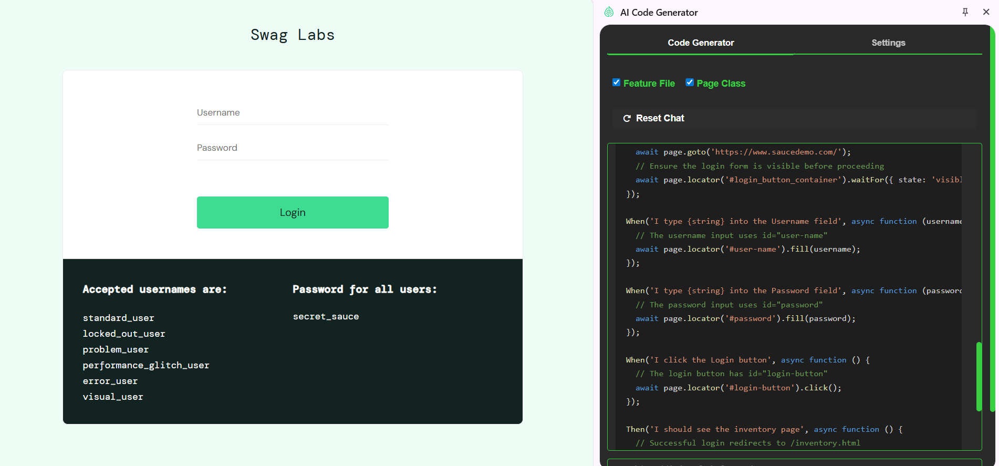 Swag Labs
Username
Password
Login
Accepted usernames are:
standard_user
locked_out_user
problem_user
performance_glitch_user
error_user
visual_user
Password for all users:
secret_sauce
AI Code Generator
Code Generator
Settings
Feature File
Page Class
Reset Chat
await page.goto('https://www.saucedemo.com/');
// Ensure the login form is visible before proceeding
await page.locator('#login_button_container').waitFor({ state: 'visibl
});
When('I type {string} into the Username field', async function (username
// The username input uses id="user-name"
await page.locator('#user-name').fill(username);
});
When('I type {string} into the Password field', async function (password
// The password input uses id="password"
await page.locator('#password').fill(password);
});
When('I click the Login button', async function () {
// The login button has id="login-button"
await page.locator('#login-button').click();
});
Then('I should see the inventory page', async function () {
// Successful login redirects to /inventory.html